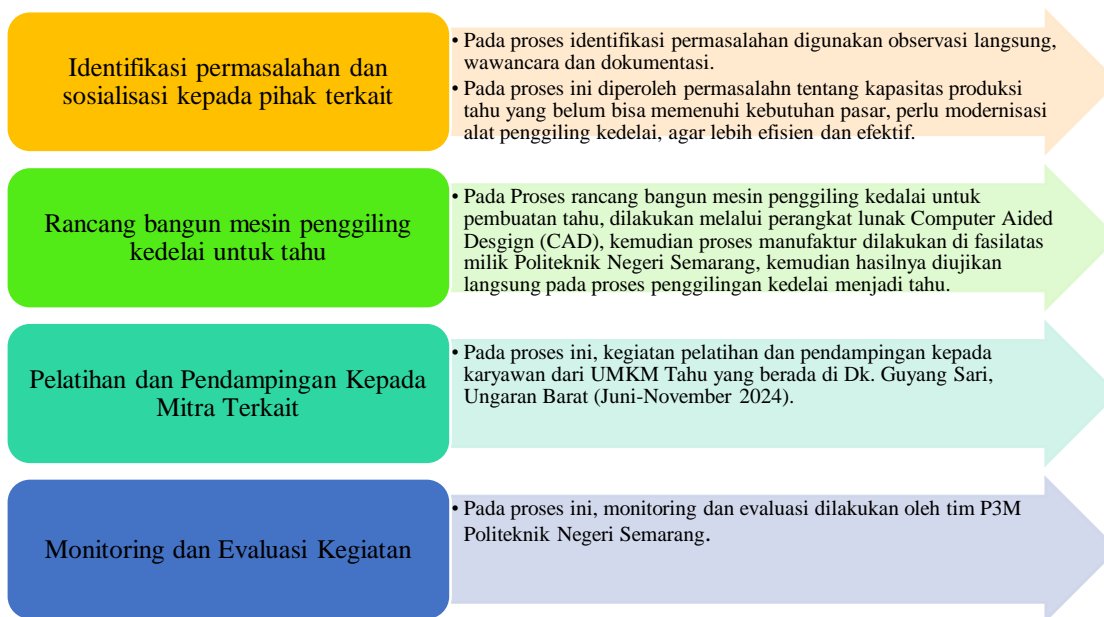 Identifikasi permasalahan dan
sosialisasi kepada pihak terkait
• Pada proses identifikasi permasalahan digunakan observasi langsung,
wawancara dan dokumentasi.
• Pada proses ini diperoleh permasalahn tentang kapasitas produksi
tahu yang belum bisa memenuhi kebutuhan pasar, perlu modernisasi
alat penggiling kedelai, agar lebih efisien dan efektif.
Rancang bangun mesin penggiling
kedelai untuk tahu
• Pada Proses rancang bangun mesin penggiling kedalai untuk
pembuatan tahu, dilakukan melalui perangkat lunak Computer Aided
Desgign (CAD), kemudian proses manufaktur dilakukan di fasilatas
milik Politeknik Negeri Semarang, kemudian hasilnya diujikan
langsung pada proses penggilingan kedelai menjadi tahu.
Pelatihan dan Pendampingan Kepada
Mitra Terkait
• Pada proses ini, kegiatan pelatihan dan pendampingan kepada
karyawan dari UMKM Tahu yang berada di Dk. Guyang Sari,
Ungaran Barat (Juni-November 2024).
Monitoring dan Evaluasi Kegiatan
• Pada proses ini, monitoring dan evaluasi dilakukan oleh tim P3M
Politeknik Negeri Semarang.